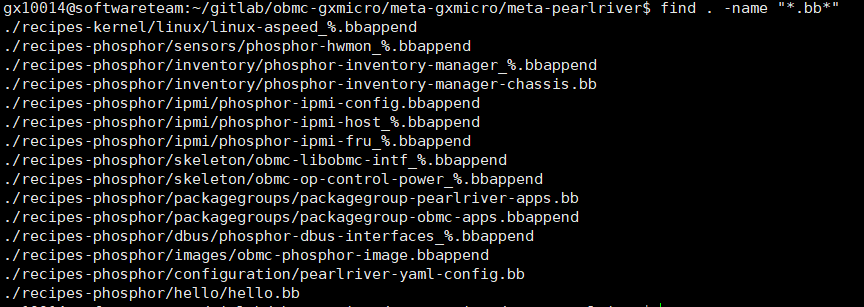 gx10014@softwareteam:~/gitlab/obmc-gxmicro/meta-gxmicro/meta-pearlriver$ find . -name "*.bb*"
./recipes-kernel/linux/linux-aspeed_%.bbappend
./recipes-phosphor/sensors/phosphor-hwmon_%.bbappend
./recipes-phosphor/inventory/phosphor-inventory-manager_%.bbappend
./recipes-phosphor/inventory/phosphor-inventory-manager-chassis.bb
./recipes-phosphor/ipmi/phosphor-ipmi-config.bbappend
./recipes-phosphor/ipmi/phosphor-ipmi-host_%.bbappend
./recipes-phosphor/ipmi/phosphor-ipmi-fru_%.bbappend
./recipes-phosphor/skeleton/obmc-libobmc-intf_%.bbappend
./recipes-phosphor/skeleton/obmc-op-control-power_%.bbappend
./recipes-phosphor/packagegroups/packagegroup-pearlriver-apps.bb
./recipes-phosphor/packagegroups/packagegroup-obmc-apps.bbappend
./recipes-phosphor/dbus/phosphor-dbus-interfaces_%.bbappend
./recipes-phosphor/images/obmc-phosphor-image.bbappend
./recipes-phosphor/configuration/pearlriver-yaml-config.bb
./recipes-phosphor/hello/hello.bb